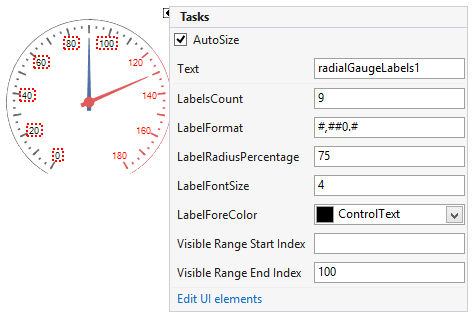 Tasks
AutoSize
Text radialGaugeLabels1
LabelsCount 9
LabelFormat #,##0.#
LabelRadiusPercentage 75
LabelFontSize 4
LabelForeColor ControlText
Visible Range Start Index
Visible Range End Index 100
Edit UI elements
80 100
60 120
40 140
20 160
0 180